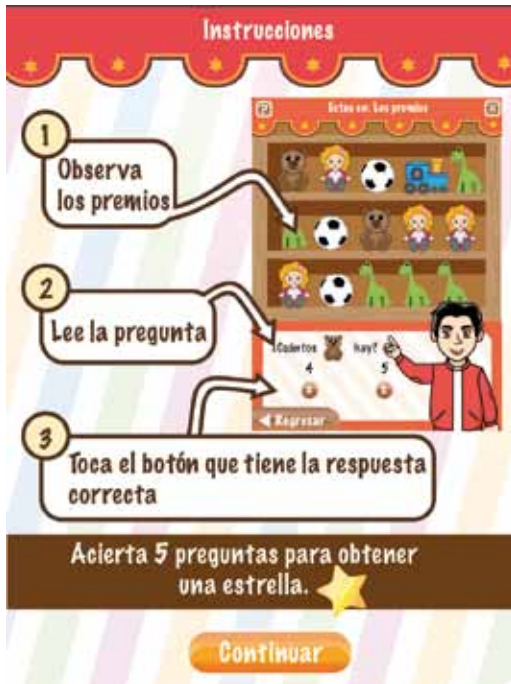 Instrucciones
Estas en: Los premios
1
Observa
los premios
2
Lee la pregunta
¿Cuántos hay?
4 5
Regresar
3
Toca el botón que tiene la respuesta
correcta
Acierta 5 preguntas para obtener
una estrella.
Continuar